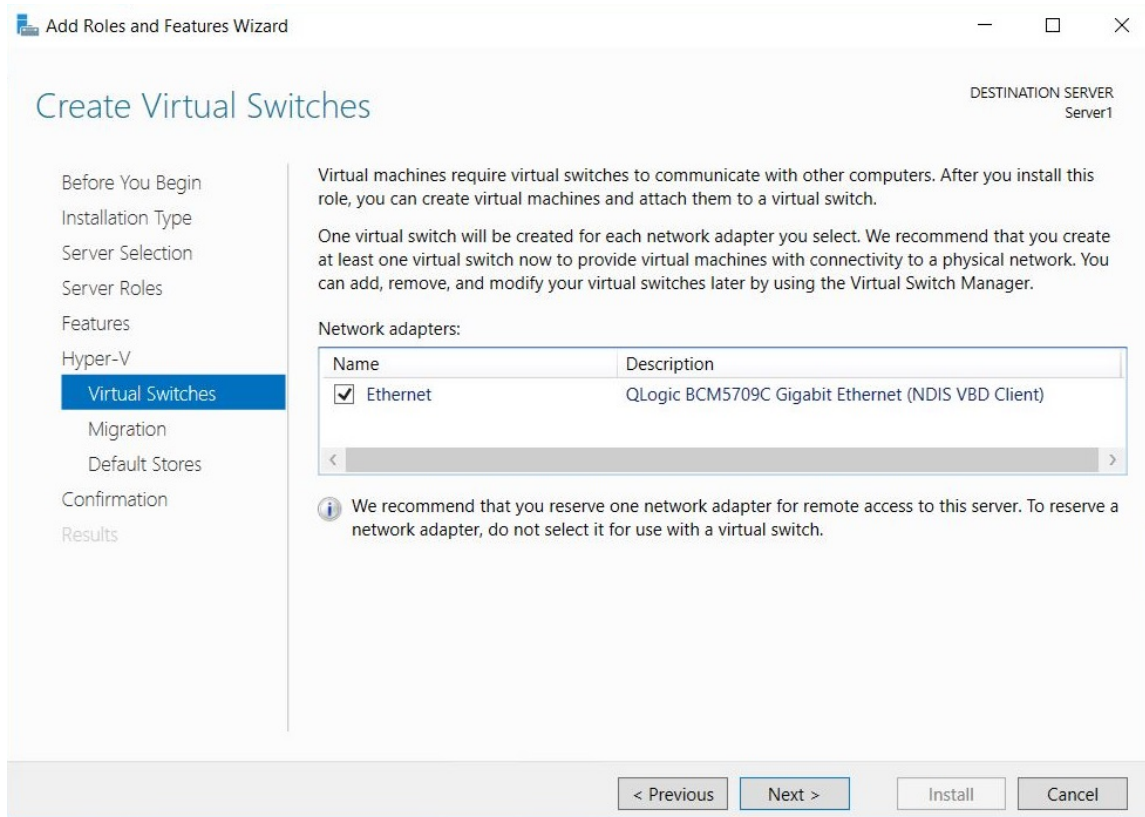 Add Roles and Features Wizard
Create Virtual Switches
DESTINATION SERVER
Server1
Before You Begin
Installation Type
Server Selection
Server Roles
Features
Hyper-V
Virtual Switches
Migration
Default Stores
Confirmation
Results
Virtual machines require virtual switches to communicate with other computers. After you install this
role, you can create virtual machines and attach them to a virtual switch.
One virtual switch will be created for each network adapter you select. We recommend that you create
at least one virtual switch now to provide virtual machines with connectivity to a physical network. You
can add, remove, and modify your virtual switches later by using the Virtual Switch Manager.
Network adapters:
Name Description
Ethernet QLogic BCM5709C Gigabit Ethernet (NDIS VBD Client)
We recommend that you reserve one network adapter for remote access to this server. To reserve a
network adapter, do not select it for use with a virtual switch.
< Previous Next > Install Cancel